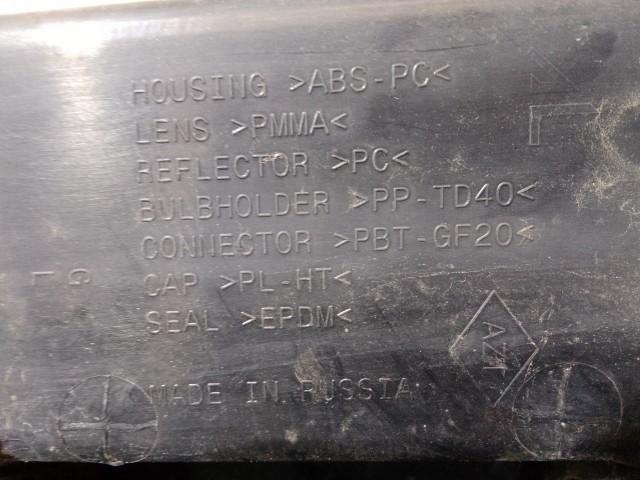 HOUSING >ABS-PC<
LENS >PMMA<
REFLECTOR >PC<
BULBHOLDER >PP-TD40<
CONNECTOR >PBT-GF20<
CAP >PL-HT<
SEAL >EPDM<
G
L
MADE IN RUSSIA